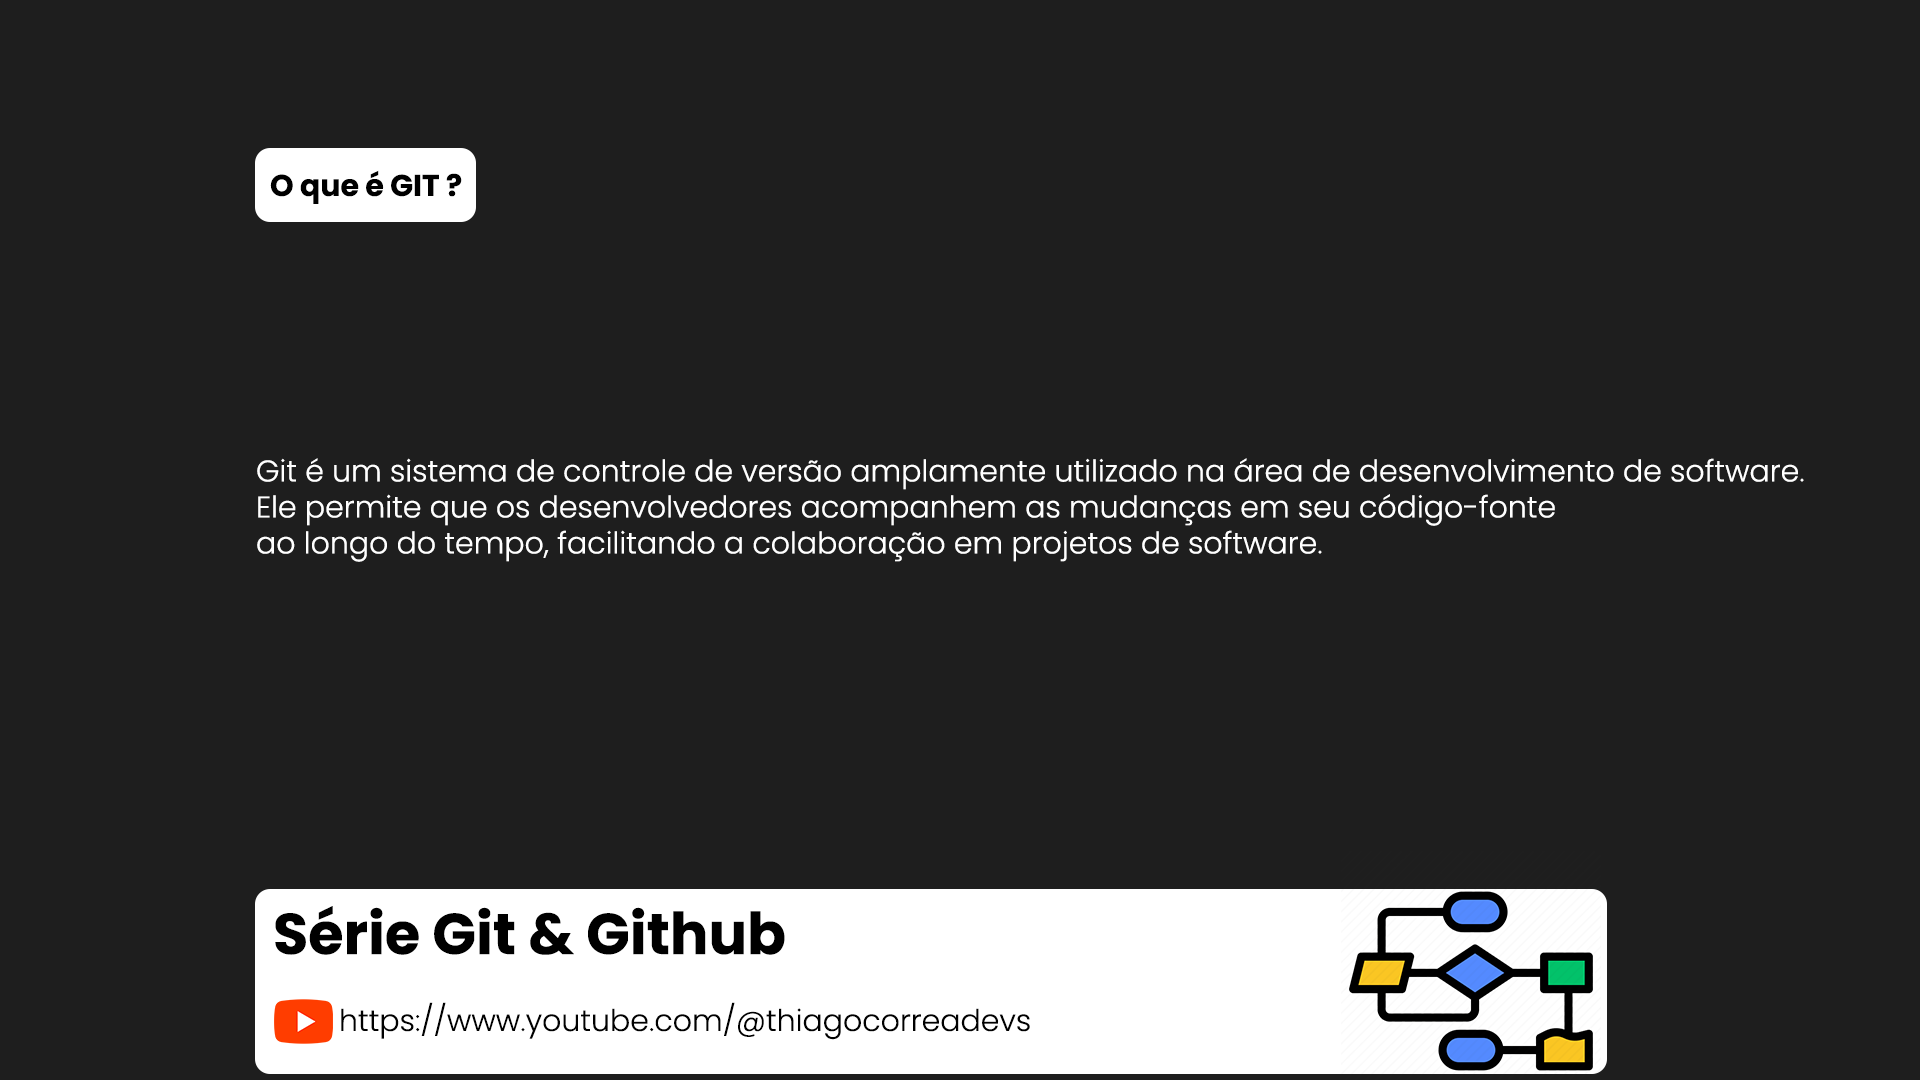 O que é GIT ?
Git é um sistema de controle de versão amplamente utilizado na área de desenvolvimento de software.
Ele permite que os desenvolvedores acompanhem as mudanças em seu código-fonte
ao longo do tempo, facilitando a colaboração em projetos de software.
Série Git & Github
https://www.youtube.com/@thiagocorreadevs